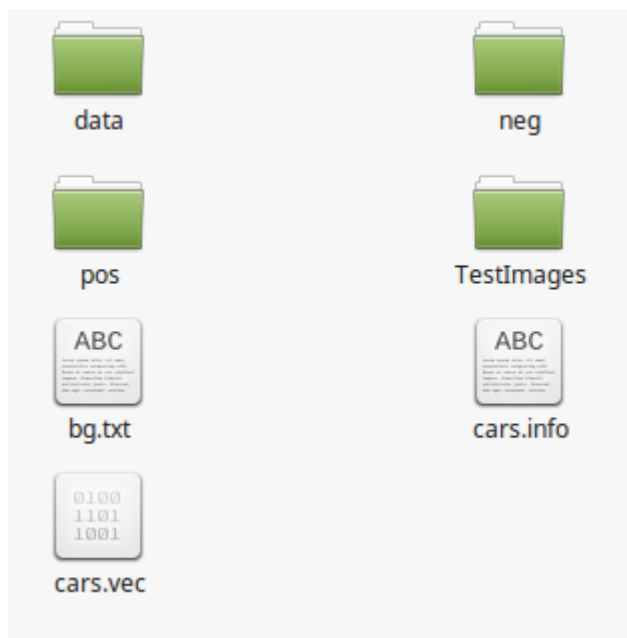 data
neg
pos
TestImages
ABC
bg.txt
ABC
cars.info
0100
1101
1001
cars.vec